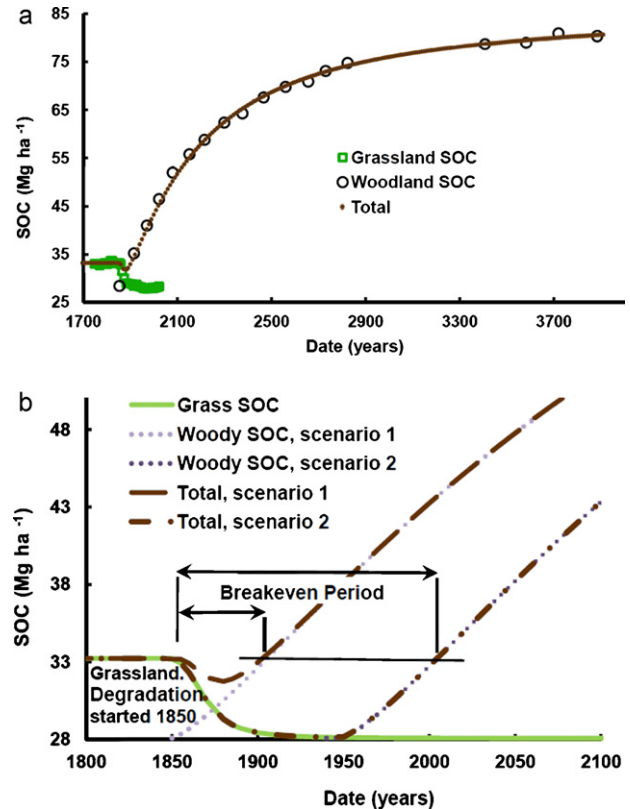 a
85
75
65
55
45
35
25
SOC (Mg ha -1)
Grassland SOC
Woodland SOC
Total
1700 2100 2500 2900 3300 3700
Date (years)
b
Grass SOC
Woody SOC, scenario 1
Woody SOC, scenario 2
Total, scenario 1
Total, scenario 2
48
43
38
33
28
SOC (Mg ha -1)
Breakeven Period
Grassland.
Degradation
started 1850
1800 1850 1900 1950 2000 2050 2100
Date (years)